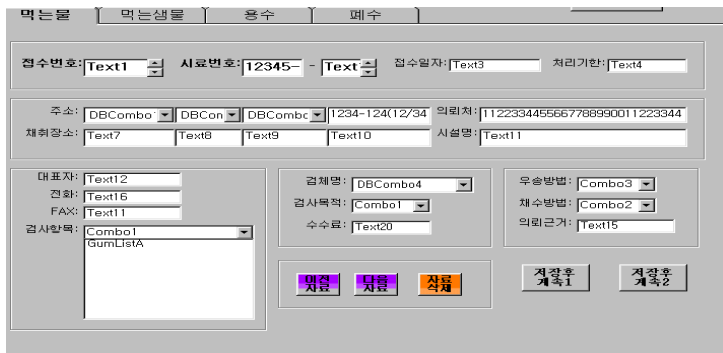 먹는물 먹는샘물 용수 폐수
접수번호: Text1 시료번호: 12345- - Text 접수일자: Text3 처리기한: Text4
주소: DBCombo DBCon DBCombc 1234-124(12/34 의뢰처: 1122334455667788990011223344
채취장소: Text7 Text8 Text9 Text10 시설명: Text11
대표자: Text12
전화: Text16
FAX: Text11
검사항목: Combo1
GumListA
검체명: DBCombo4
검사목적: Combo1
수수료: Text20
우송방법: Combo3
채수방법: Combo2
의뢰근거: Text15
이전
자료
다음
자료
자료
삭제
저장후
계속1
저장후
계속2